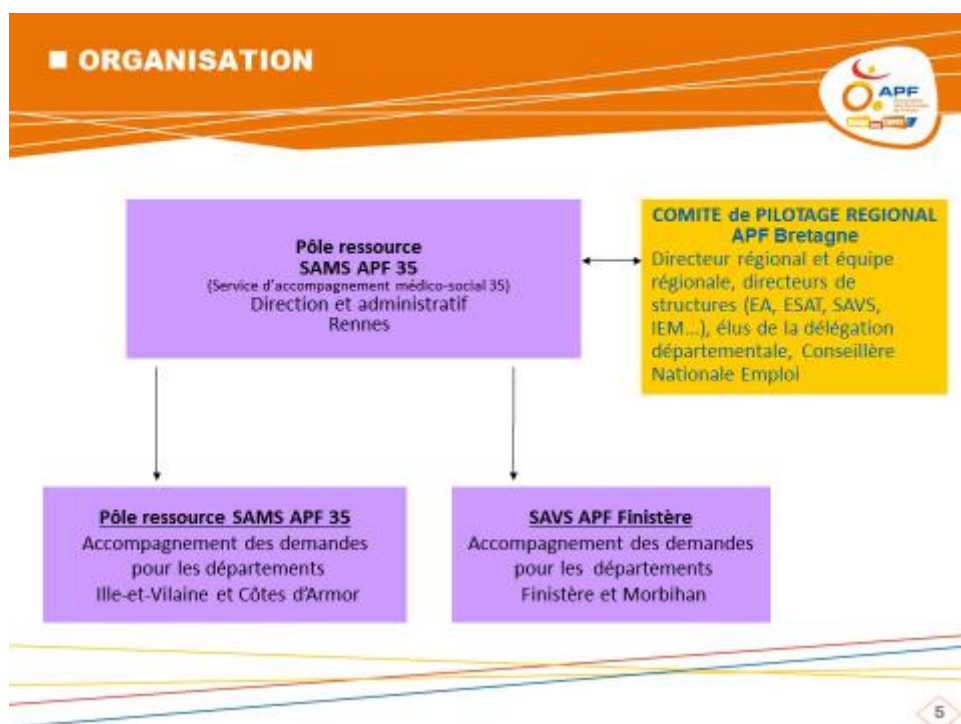 ORGANISATION
APF
Pôle ressource
SAMS APF 35
(Service d'accompagnement médico-social 35)
Direction et administratif
Rennes
COMITE de PILOTAGE REGIONAL
APF Bretagne
Directeur régional et équipe
régionale, directeurs de
structures (EA, ESAT, SAVS,
IEM...), élus de la délégation
départementale, Conseillère
Nationale Emploi
Pôle ressource SAMS APF 35
Accompagnement des demandes
pour les départements
Ille-et-Vilaine et Côtes d'Armor
SAVS APF Finistère
Accompagnement des demandes
pour les départements
Finistère et Morbihan
5